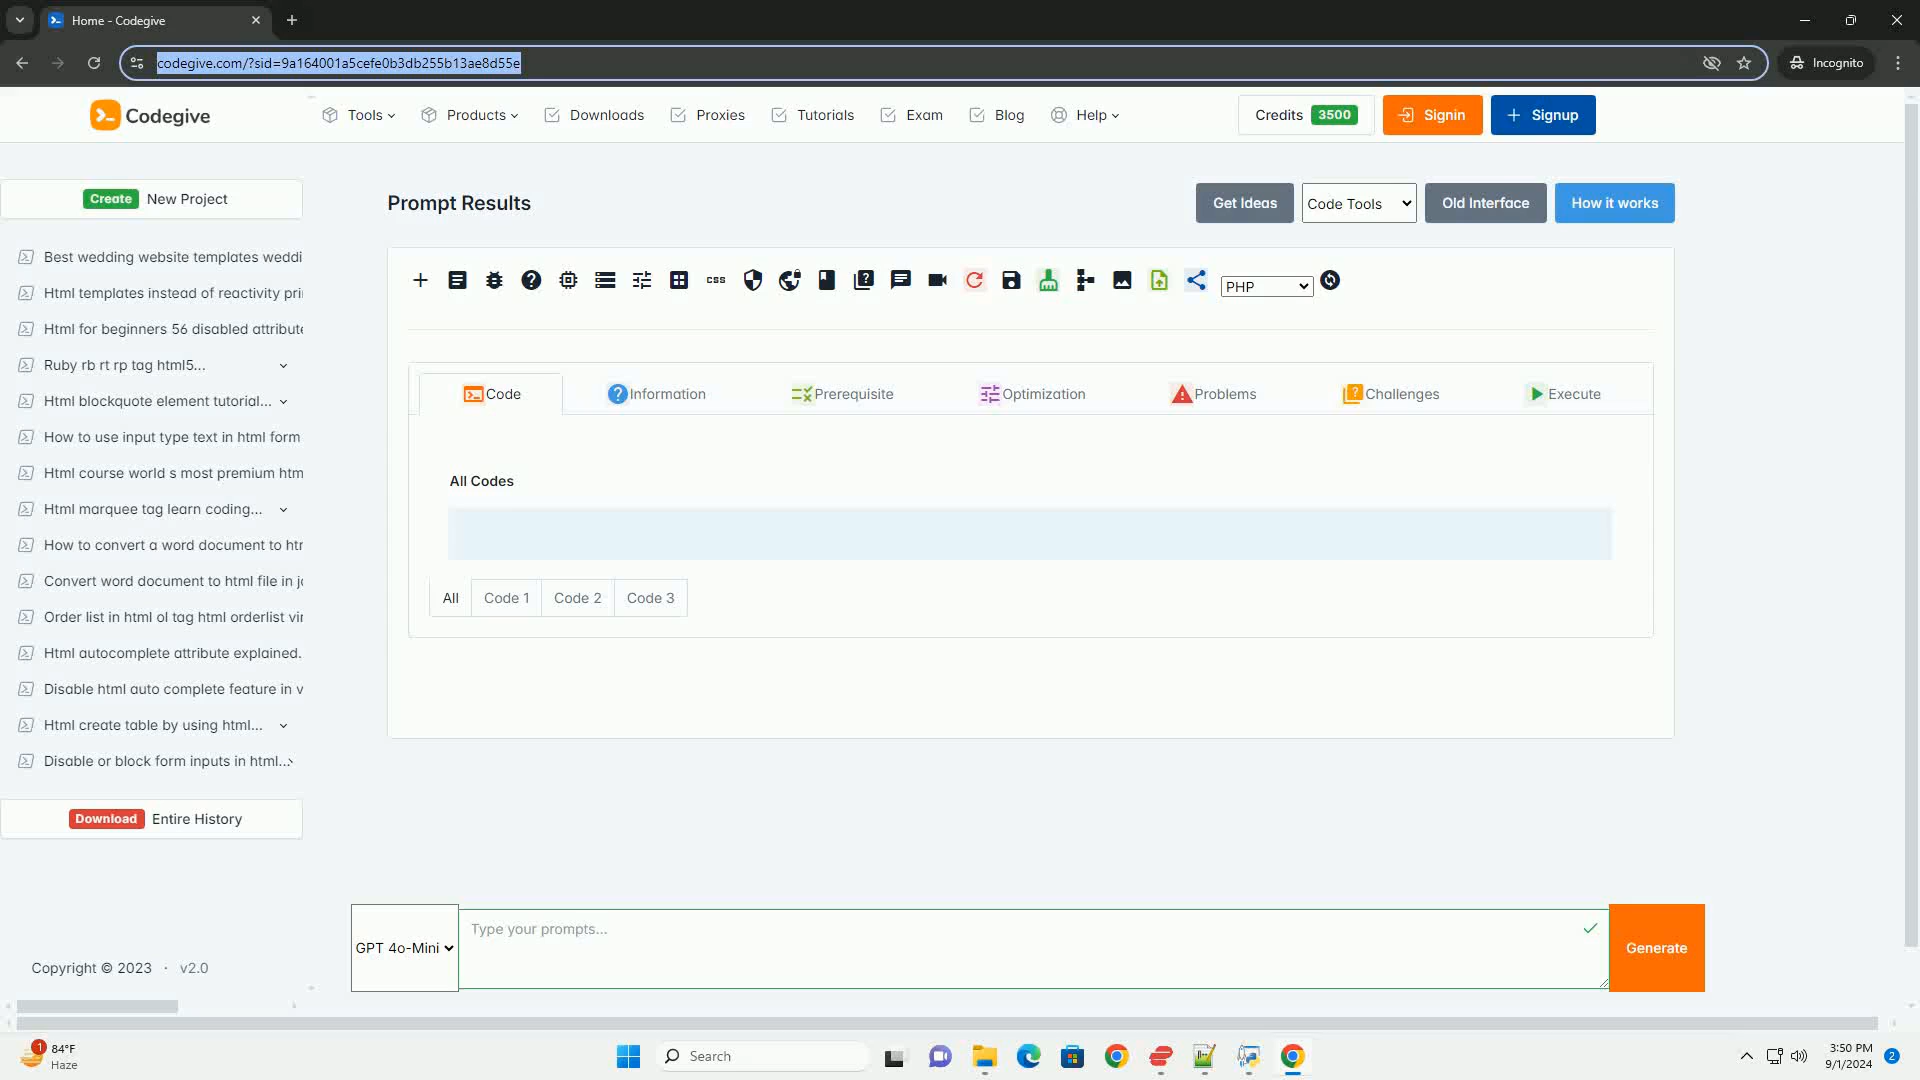 Home - Codegive
codegive.com/?sid=9a164001a5cefe0b3db255b13ae8d55e
Incognito
Codegive
Tools
Products
Downloads
Proxies
Tutorials
Exam
Blog
Help
Credits 3500
Signin
Signup
Create New Project
Best wedding website templates weddi
Html templates instead of reactivity pri
Html for beginners 56 disabled attribute
Ruby rb rt rp tag html5...
Html blockquote element tutorial...
How to use input type text in html form
Html course world s most premium htm
Html marquee tag learn coding...
How to convert a word document to htr
Convert word document to html file in j
Order list in html ol tag html orderlist vi
Html autocomplete attribute explained.
Disable html auto complete feature in v
Html create table by using html...
Disable or block form inputs in html...
Download Entire History
Copyright © 2023 · v2.0
Prompt Results
Get Ideas
Code Tools
Old Interface
How it works
css
PHP
Code
Information
Prerequisite
Optimization
Problems
Challenges
Execute
All Codes
All
Code 1
Code 2
Code 3
GPT 4o-Mini
Type your prompts...
Generate
1
84°F
Haze
Search
3:50 PM
9/1/2024
2